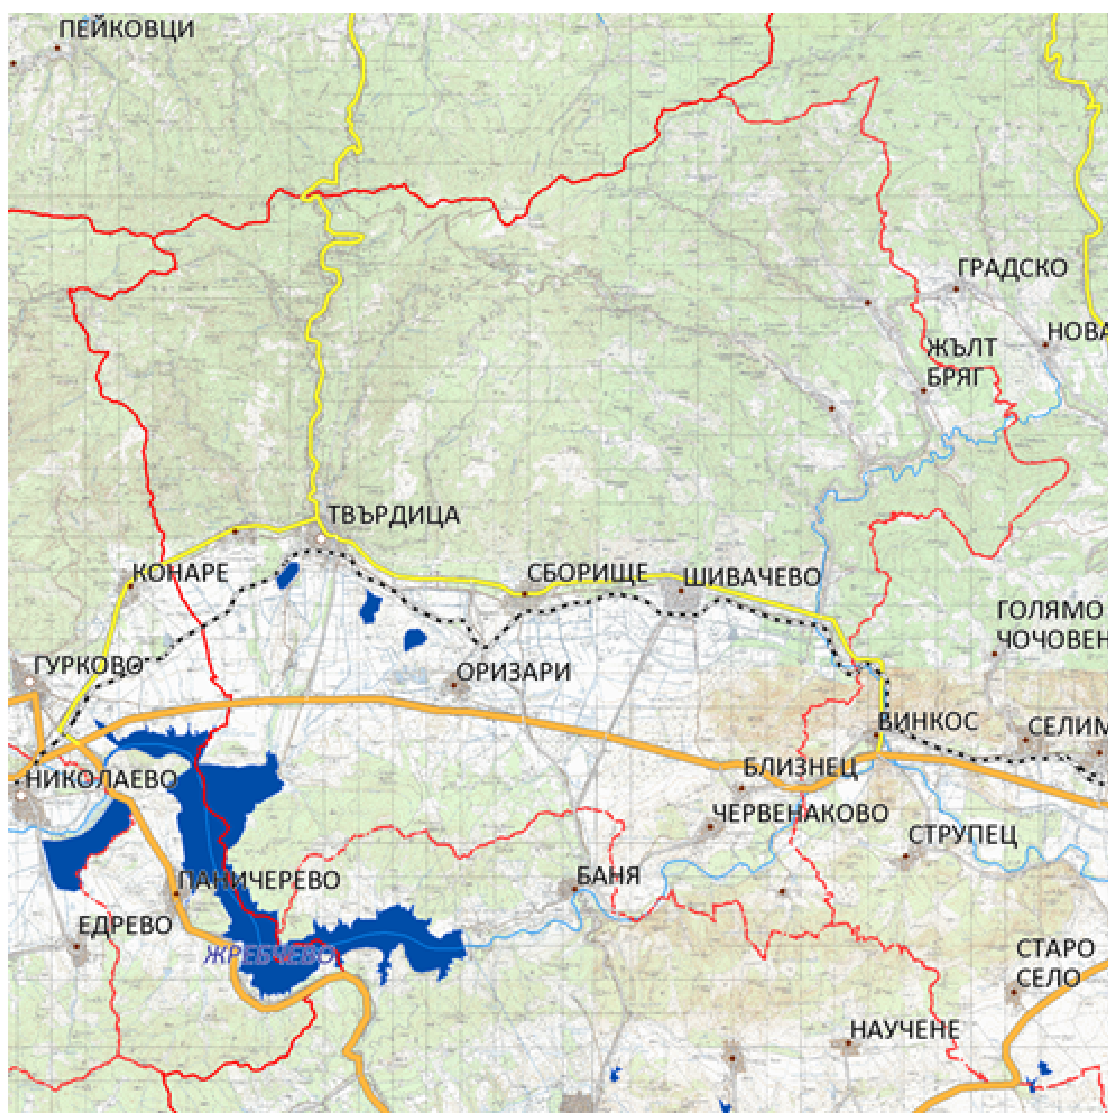 ПЕЙКОВЦИ
ГРАДСКО
НОВА
ЖЪЛТ
БРЯГ
ТВЪРДИЦА
КОНАРЕ
СБОРИЩЕ
ШИВАЧЕВО
ГОЛЯМО
ЧОЧОВЕН
ГУРКОВО
ОРИЗАРИ
ВИНКОС
СЕЛИМ
НИКОЛАЕВО
БЛИЗНЕЦ
ЧЕРВЕНАКОВО
СТРУПЕЦ
ПАНИЧЕРЕВО
БАНЯ
ЕДРЕВО
ЖРЕБЧЕВО
СТАРО
СЕЛО
НАУЧЕНЕ